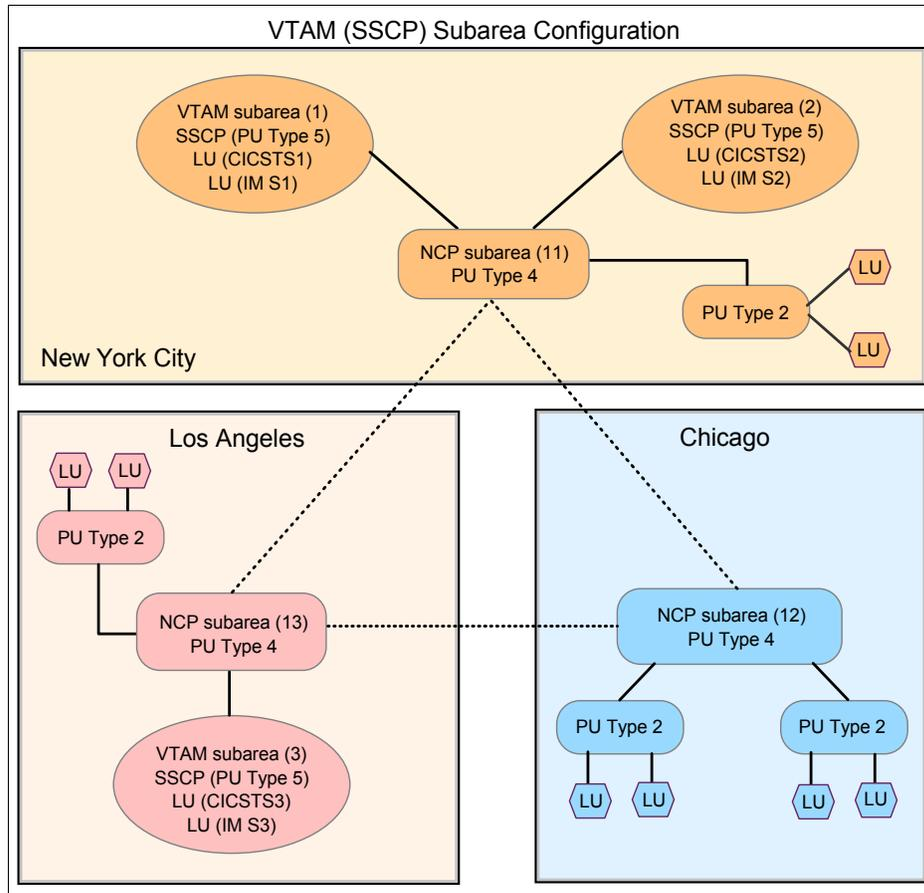 VTAM (SSCP) Subarea Configuration
VTAM subarea (1)
SSCP (PU Type 5)
LU (CICSTS1)
LU (IM S1)
VTAM subarea (2)
SSCP (PU Type 5)
LU (CICSTS2)
LU (IM S2)
NCP subarea (11)
PU Type 4
LU
PU Type 2
LU
New York City
Los Angeles
LU
LU
PU Type 2
NCP subarea (13)
PU Type 4
VTAM subarea (3)
SSCP (PU Type 5)
LU (CICSTS3)
LU (IM S3)
Chicago
NCP subarea (12)
PU Type 4
PU Type 2
PU Type 2
LU
LU
LU
LU